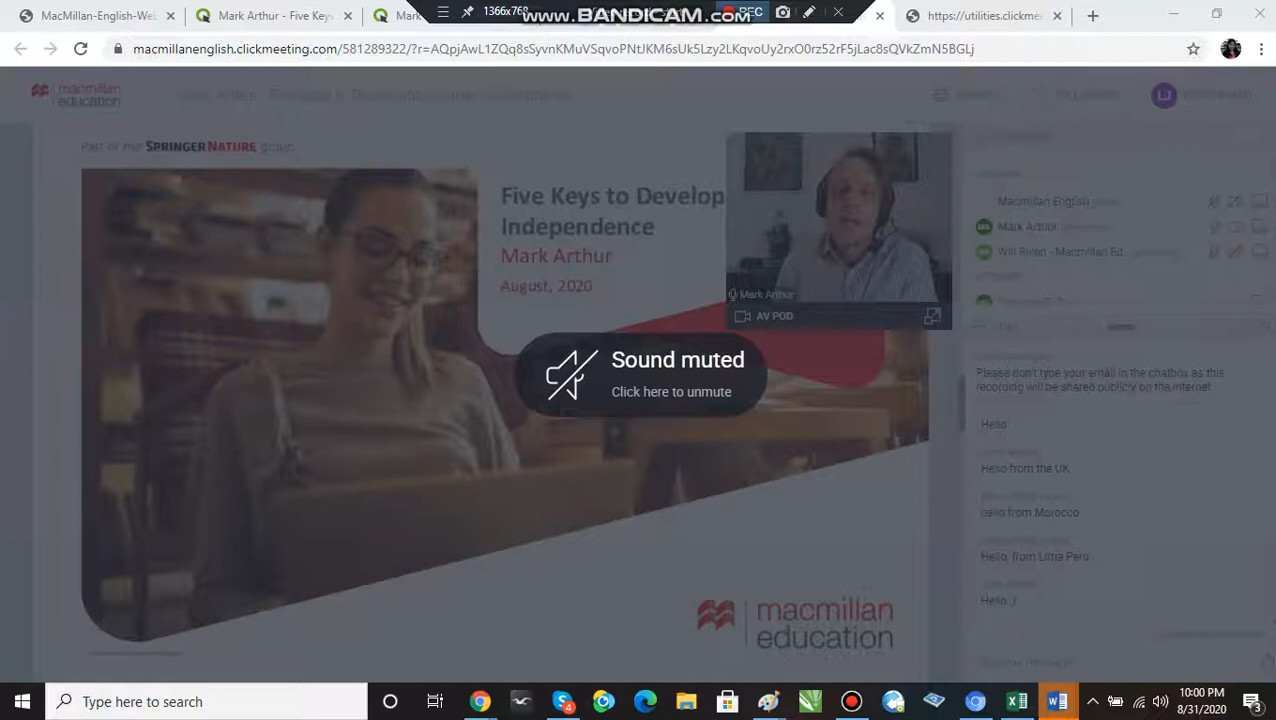 Macmillan-English-We
Mark Arthur - Five Key
Mark
1366x768
www.BANDICAM.com
REC
https://utilities.clickme
macmillanenglish.clickmeeting.com/581289322/?r=AQpjAwL1ZQq8sSyvnKMuVSqvoPNtJKM6sUk5Lzy2LKqvoUy2rxO0rz52rF5jLac8sQVkZmN5BGLj
macmillan
education
Part of the SPRINGER NATURE group
Five Keys to Develop
Independence
Mark Arthur
August, 2020
Mark Arthur
AV POD
Macmillan English
Mark Arthur
Will Rixon - Macmillan Ed.
Sound muted
Click here to unmute
Please don't type your email in the chatbox as this
recording will be shared publicly on the internet.
Hello
Hello from the UK
hello from Morocco
Hello, from Lima Peru
Hello ;)
macmillan
education
Type here to search
4
10:00 PM
8/31/2020
3